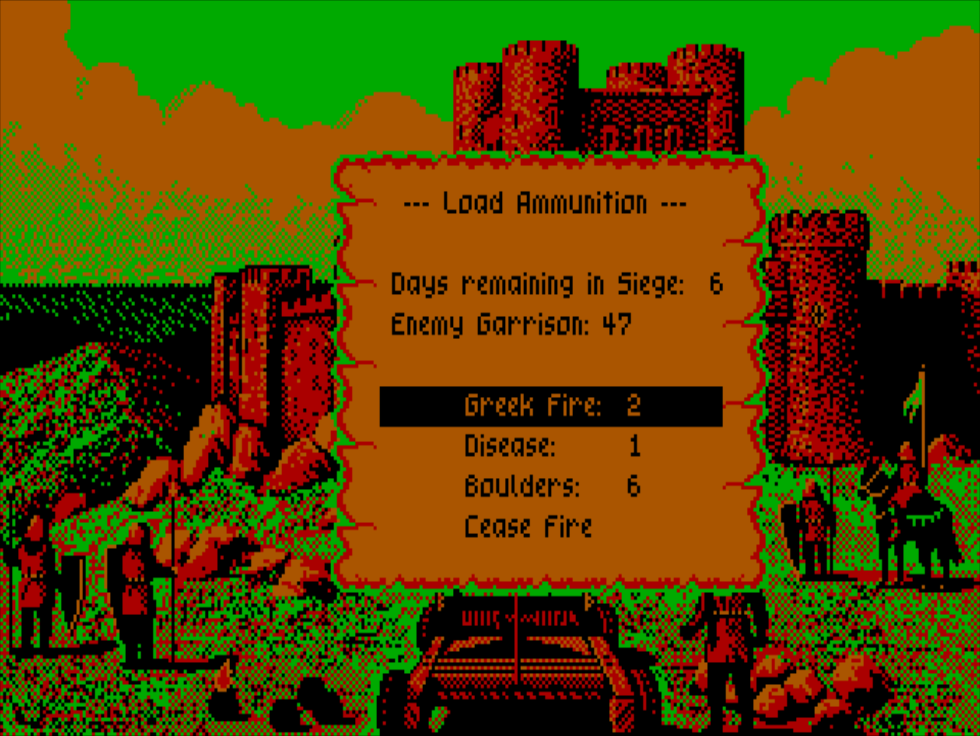 --- Load Ammunition ---
Days remaining in Siege: 6
Enemy Garrison: 47
Greek Fire: 2
Disease: 1
Boulders: 6
Cease Fire